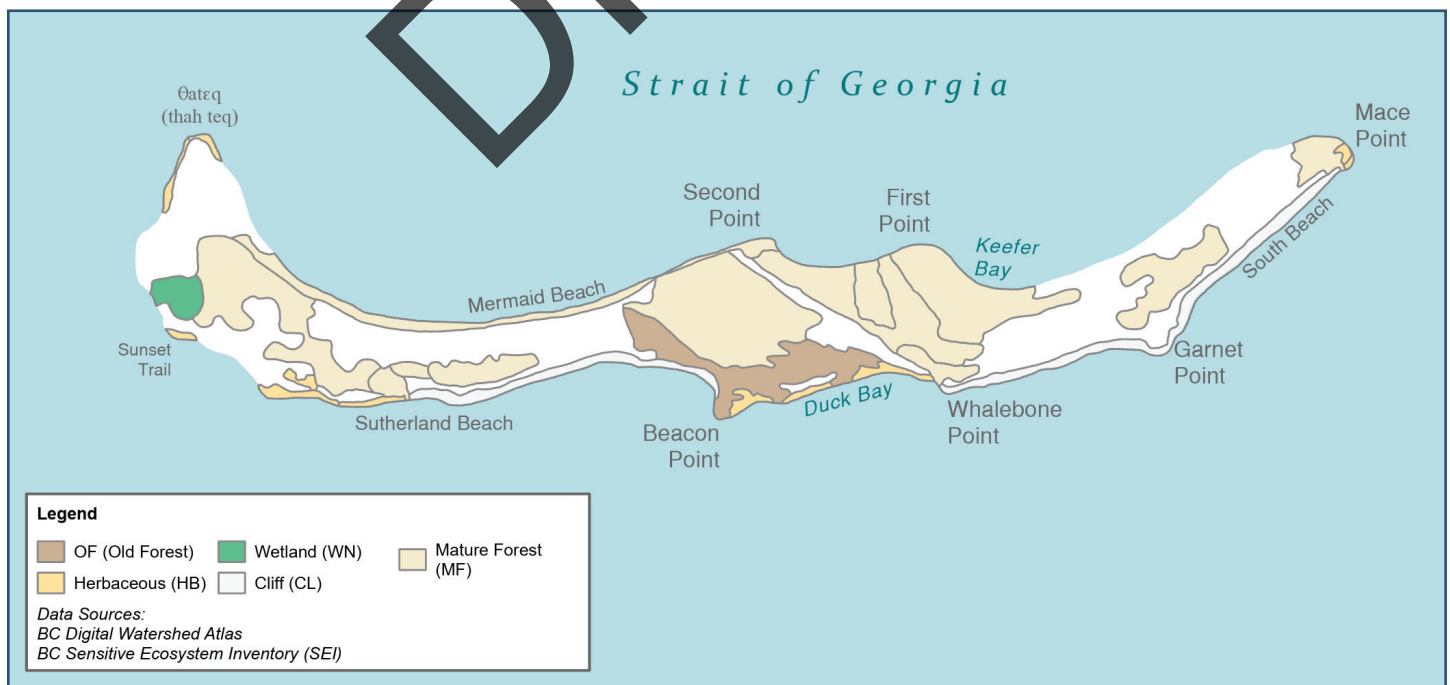 Strait of Georgia
θatεq
(thah teq)
Mace
Point
Second
Point
First
Point
Keefer
Bay
South Beach
Mermaid Beach
Sunset
Trail
Garnet
Point
Duck Bay
Whalebone
Point
Sutherland Beach
Beacon
Point
Legend
OF (Old Forest)
Wetland (WN)
Mature Forest
(MF)
Herbaceous (HB)
Cliff (CL)
Data Sources:
BC Digital Watershed Atlas
BC Sensitive Ecosystem Inventory (SEI)